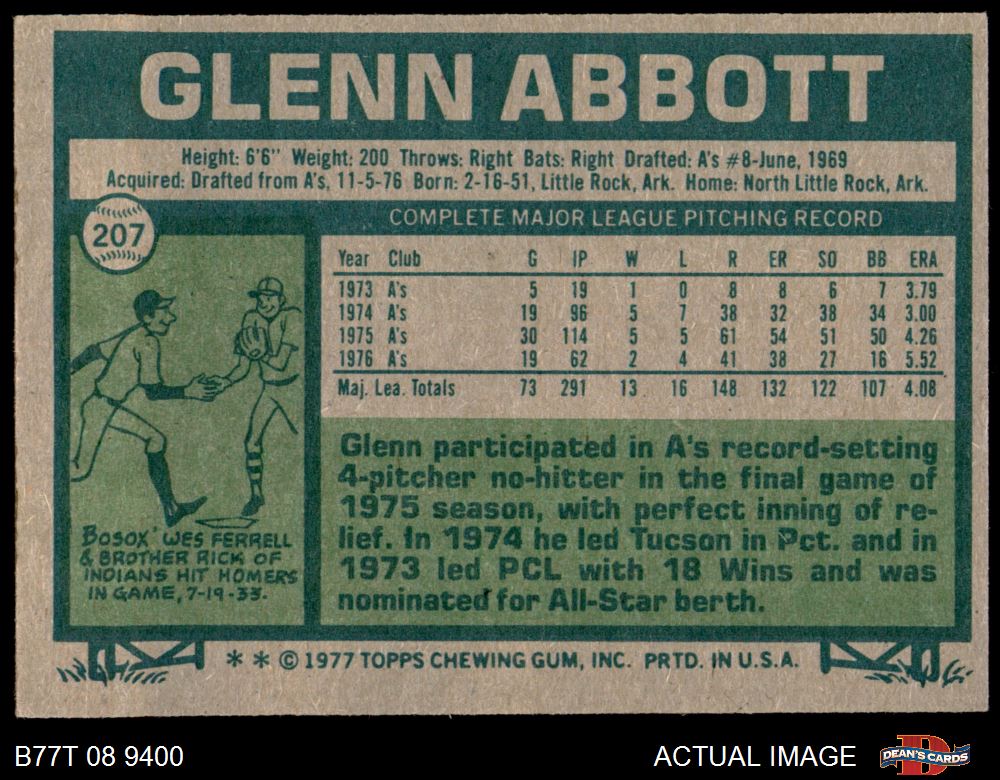 GLENN ABBOTT
Height: 6'6" Weight: 200 Throws: Right Bats: Right Drafted: A's #8-June, 1969
Acquired: Drafted from A's, 11-5-76 Born: 2-16-51, Little Rock, Ark. Home: North Little Rock, Ark.
207
COMPLETE MAJOR LEAGUE PITCHING RECORD
Year Club G IP W L R ER SO BB ERA
1973 A's 5 19 1 0 8 8 6 7 3.79
1974 A's 19 96 5 7 38 32 38 34 3.00
1975 A's 30 114 5 5 61 54 51 50 4.26
1976 A's 19 62 2 4 41 38 27 16 5.52
Maj. Lea. Totals 73 291 13 16 148 132 122 107 4.08
BOSOX' WES FERRELL
& BROTHER RICK OF
INDIANS HIT HOMERS
IN GAME, 7-19-33.
Glenn participated in A's record-setting
4-pitcher no-hitter in the final game of
1975 season, with perfect inning of re-
lief. In 1974 he led Tucson in Pct. and in
1973 led PCL with 18 Wins and was
nominated for All-Star berth.
* * © 1977 TOPPS CHEWING GUM, INC. PRTD. IN U.S.A.
B77T 08 9400
ACTUAL IMAGE
D
DEAN'S CARDS